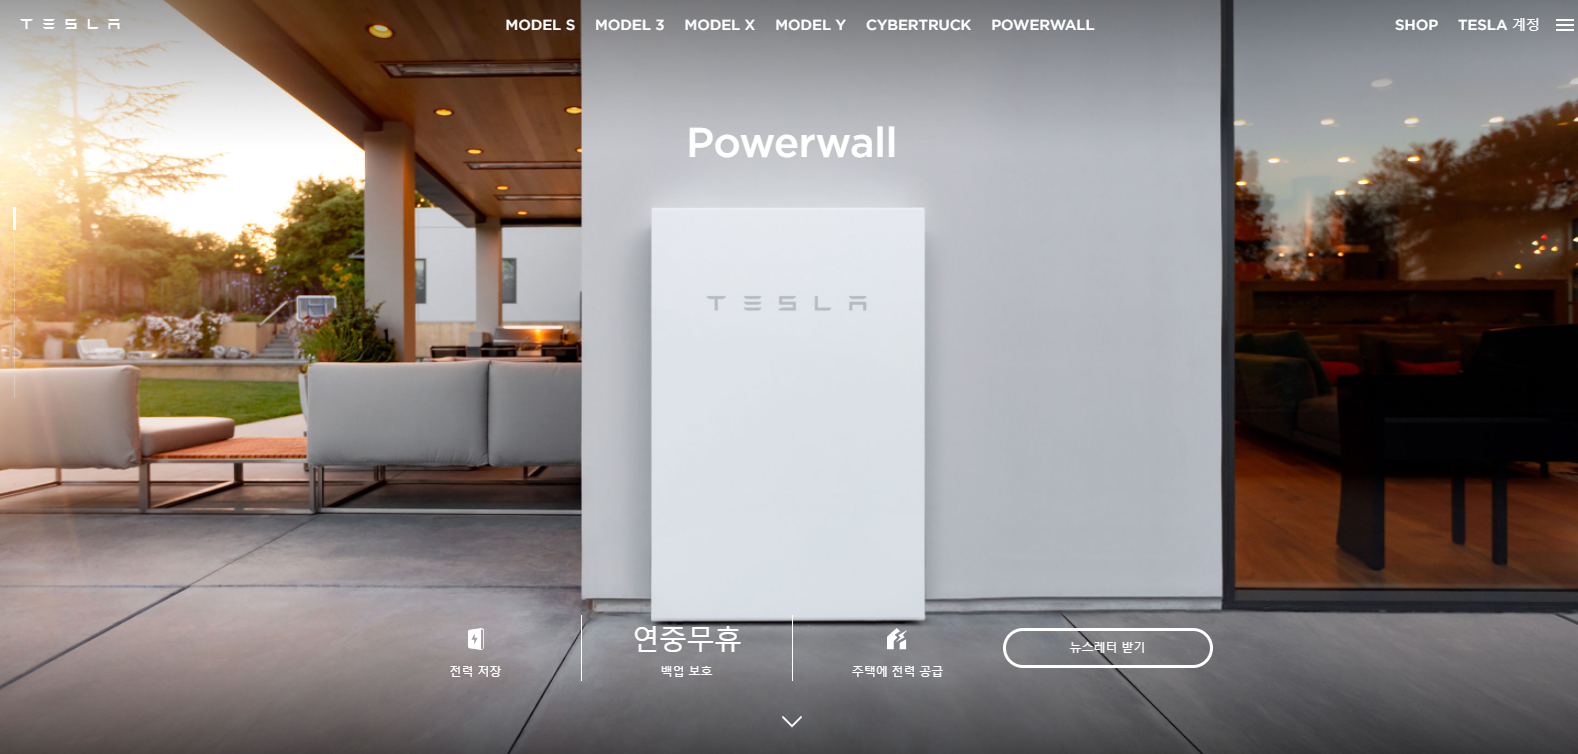 TESLA
MODEL S
MODEL 3
MODEL X
MODEL Y
CYBERTRUCK
POWERWALL
SHOP
TESLA 계정
Powerwall
TESLA
전력 저장
연중무휴
백업 보호
주택에 전력 공급
뉴스레터 받기